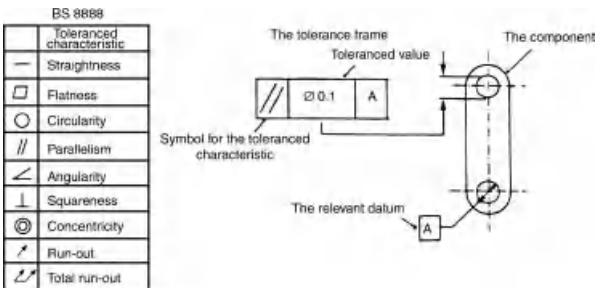 BS 8888
Toleranced
characteristic
Straightness
Flatness
Circularity
Parallelism
Angularity
Squareness
Concentricity
Run-out
Total run-out
The tolerance frame
Toleranced value
The component
// Ø 0.1 A
Symbol for the toleranced
characteristic
The relevant datum
A